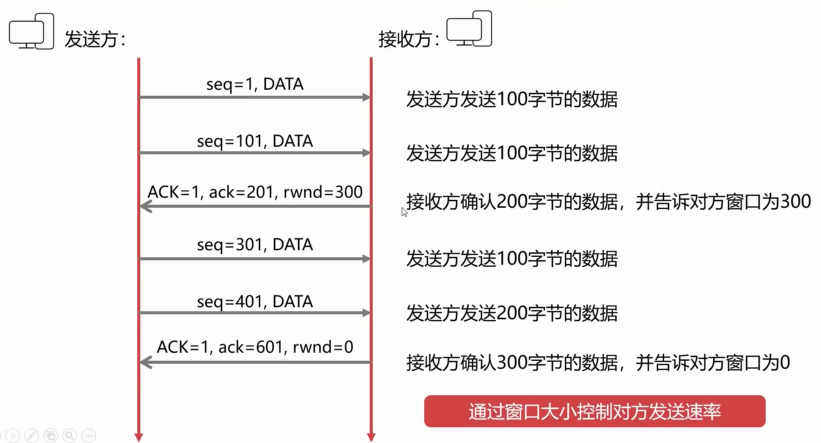 发送方：
接收方：
seq=1, DATA
发送方发送100字节的数据
seq=101, DATA
发送方发送100字节的数据
ACK=1, ack=201, rwnd=300
接收方确认200字节的数据，并告诉对方窗口为300
seq=301, DATA
发送方发送100字节的数据
seq=401, DATA
发送方发送200字节的数据
ACK=1, ack=601, rwnd=0
接收方确认300字节的数据，并告诉对方窗口为0
通过窗口大小控制对方发送速率